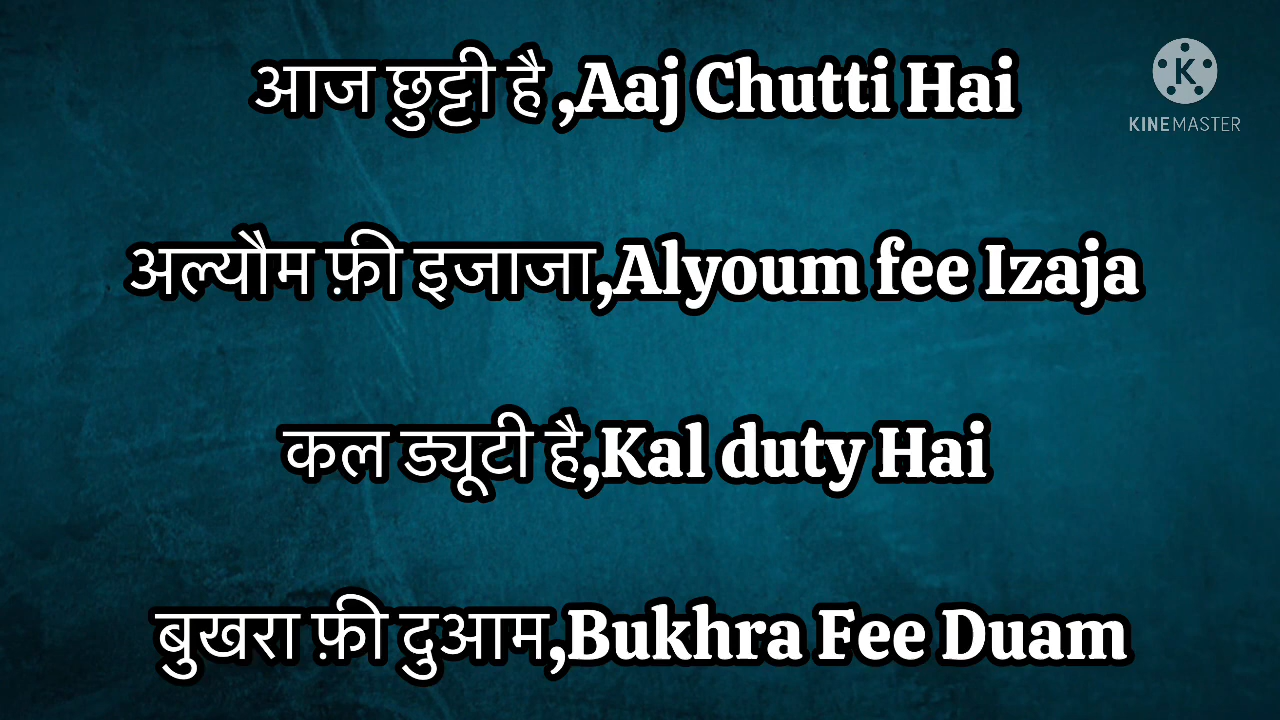 आज छुट्टी है ,Aaj Chutti Hai
KINEMASTER
अल्यौम फ़ी इजाजा,Alyoum fee Izaja
कल ड्यूटी है,Kal duty Hai
बुखरा फ़ी दुआम,Bukhra Fee Duam